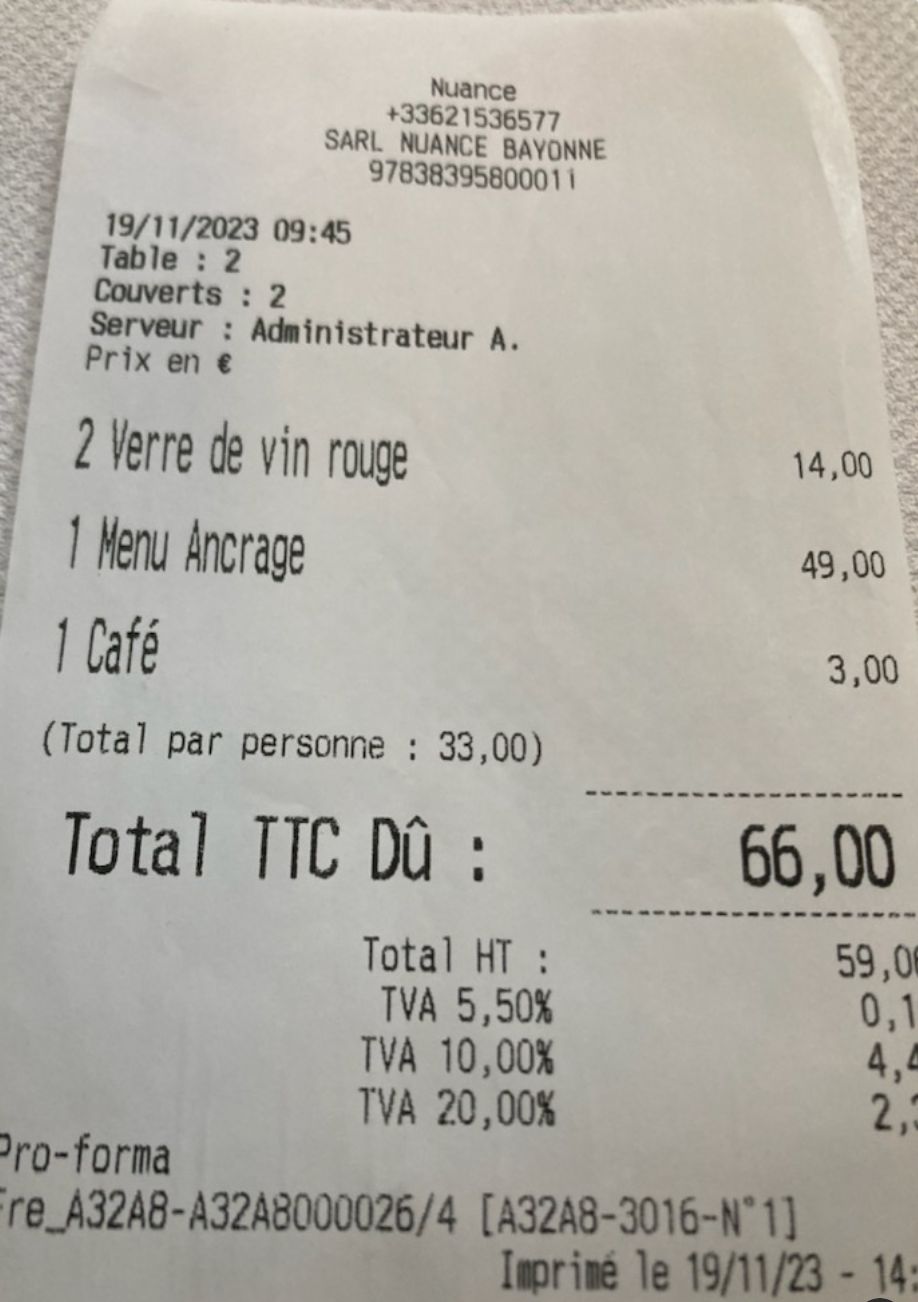 Nuance
+33621536577
SARL NUANCE BAYONNE
97838395800011
19/11/2023 09:45
Table : 2
Couverts : 2
Serveur : Administrateur A.
Prix en €
2 Verre de vin rouge 14,00
1 Menu Ancrage 49,00
1 Café 3,00
(Total par personne : 33,00)
Total TTC Dû : 66,00
Total HT :
TVA 5,50%
TVA 10,00%
TVA 20,00%
Pro-forma
A32A8-A32A8000026/4 [A32A8-3016-N°1]
Imprimé le 19/11/23 - 14: